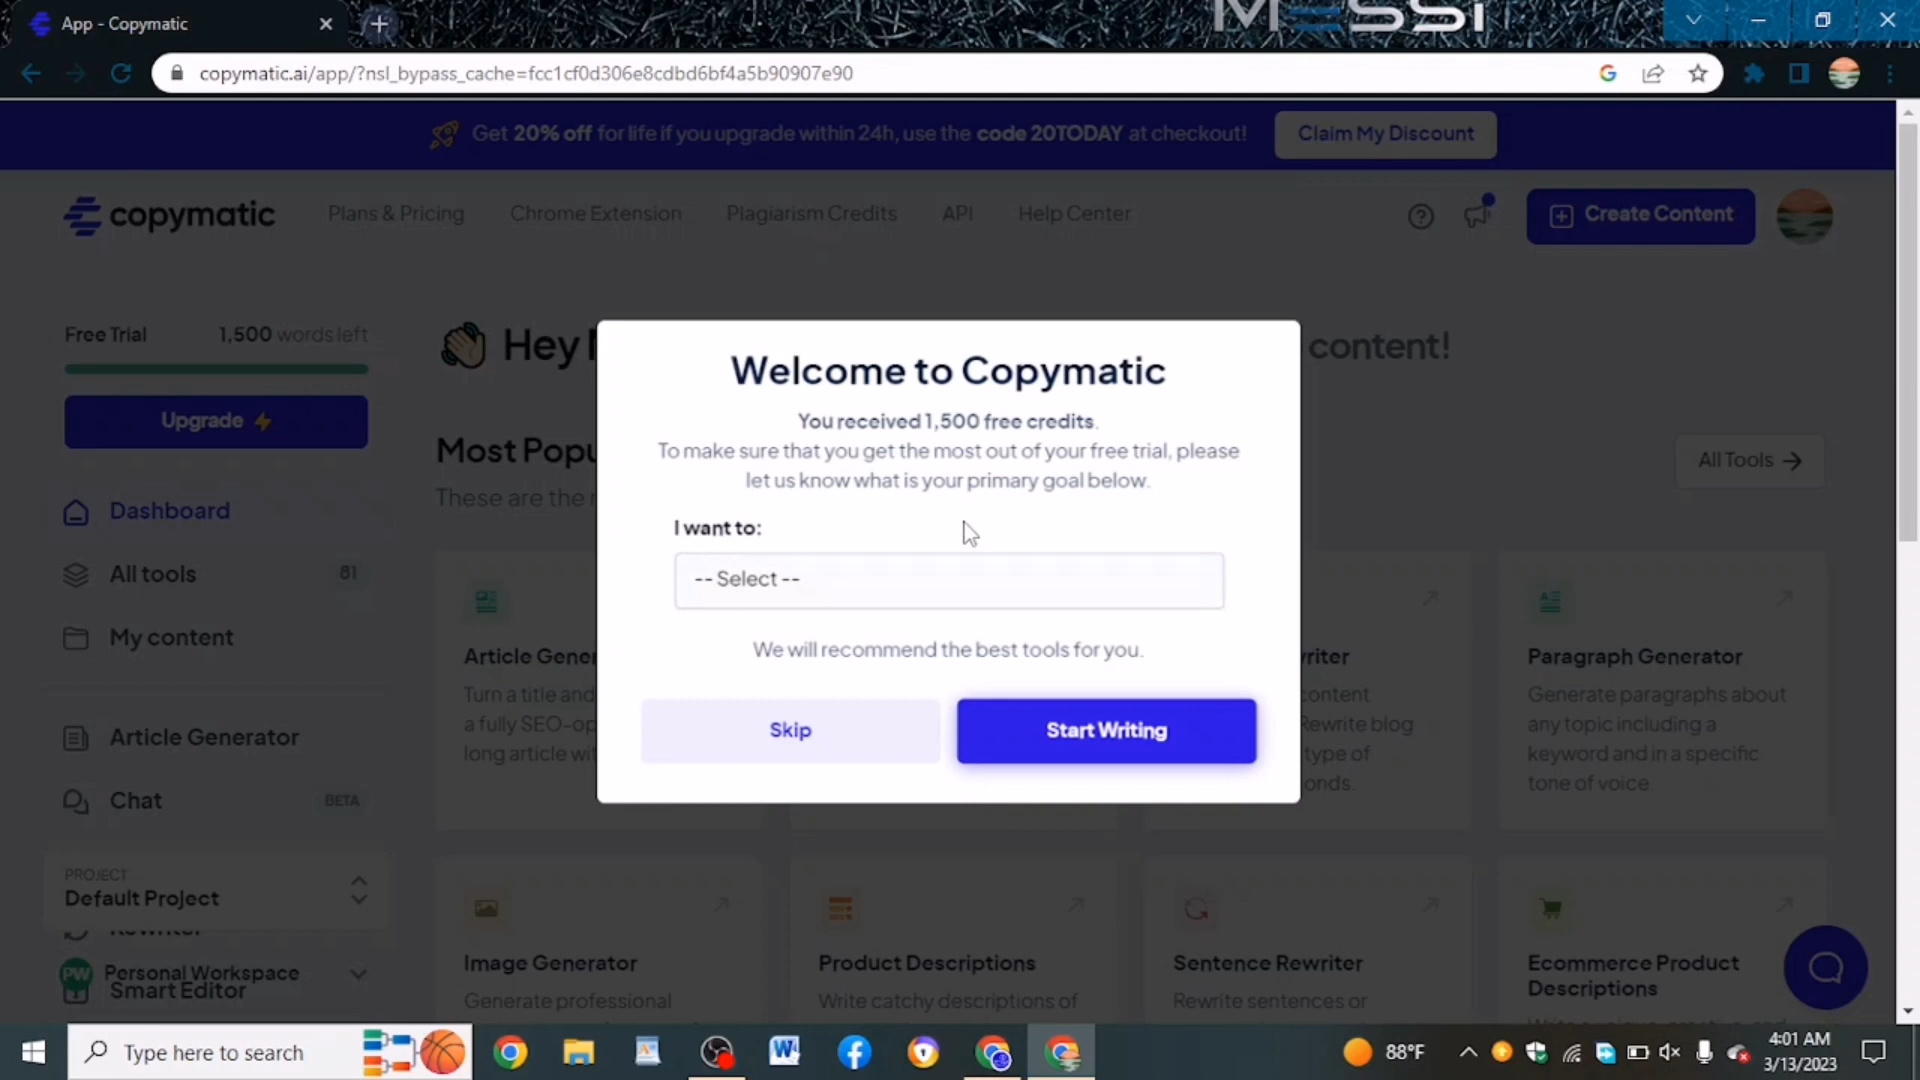 MESSI
App - Copymatic
copymatic.ai/app/?nsl_bypass_cache=fcc1cf0d306e8cdbd6bf4a5b90907e90
Get 20% off for life if you upgrade within 24h, use the code 20TODAY at checkout!
Claim My Discount
copymatic
Plans & Pricing
Chrome Extension
Plagiarism Credits
API
Help Center
Create Content
Free Trial
1,500 words left
Upgrade
Dashboard
All tools
81
My content
Article Generator
Chat
BETA
PROJECT
Default Project
Rewriter
PW
Personal Workspace
Smart Editor
Hey
content!
Most Popu
These are the
All Tools →
Welcome to Copymatic
You received 1,500 free credits.
To make sure that you get the most out of your free trial, please
let us know what is your primary goal below.
I want to:
-- Select --
We will recommend the best tools for you.
Skip
Start Writing
Article Gene
Turn a title and
a fully SEO-op
long article wit
riter
content
Rewrite blog
type of
onds.
Paragraph Generator
Generate paragraphs about
any topic including a
keyword and in a specific
tone of voice.
Image Generator
Generate professional
Product Descriptions
Write catchy descriptions of
Sentence Rewriter
Rewrite sentences or
Ecommerce Product
Descriptions
Type here to search
88°F
4:01 AM
3/13/2023